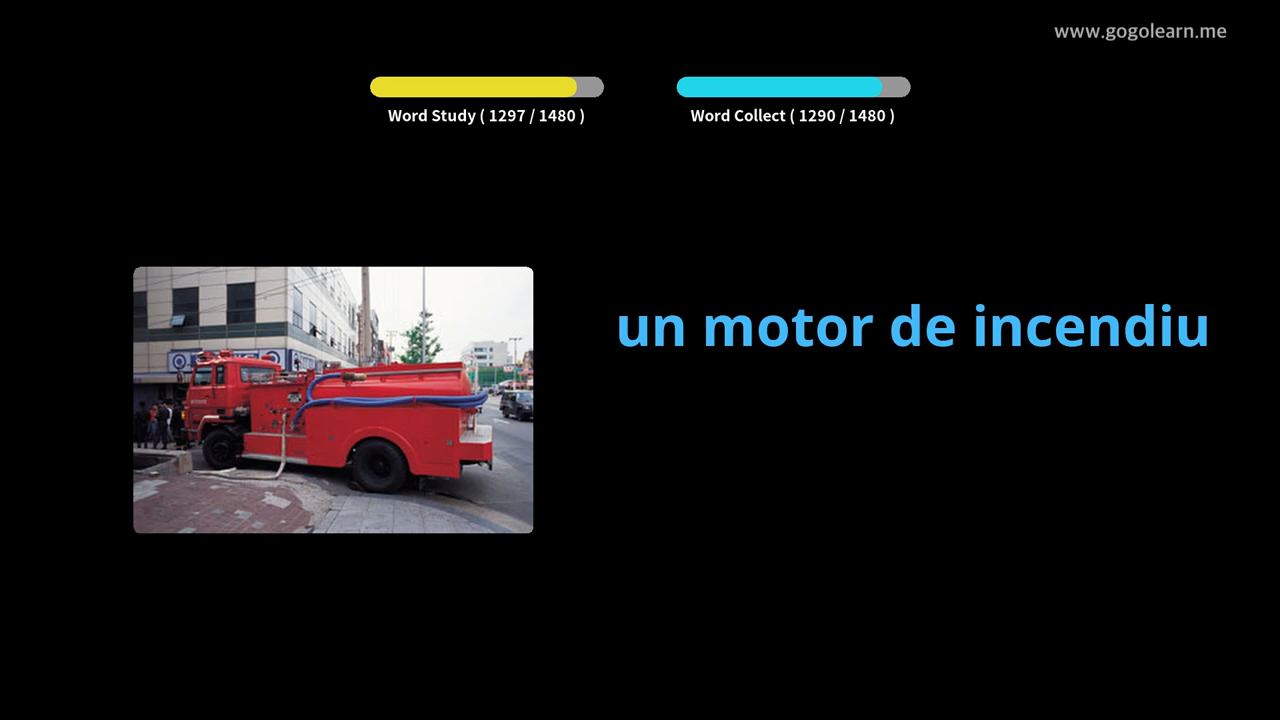 www.gogolearn.me
Word Study ( 1297 / 1480 )
Word Collect ( 1290 / 1480 )
un motor de incendiu